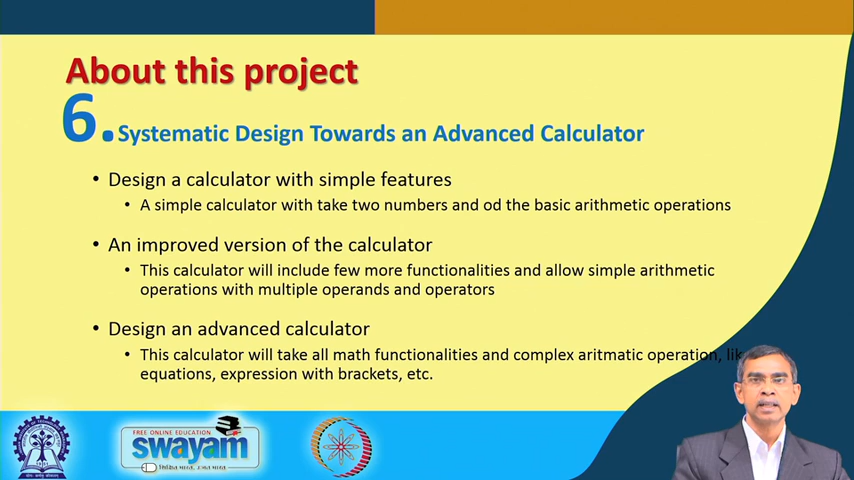 About this project
6. Systematic Design Towards an Advanced Calculator
• Design a calculator with simple features
• A simple calculator with take two numbers and od the basic arithmetic operations
• An improved version of the calculator
• This calculator will include few more functionalities and allow simple arithmetic
operations with multiple operands and operators
• Design an advanced calculator
• This calculator will take all math functionalities and complex aritmatic operation, lik
equations, expression with brackets, etc.
FREE ONLINE EDUCATION
swayam